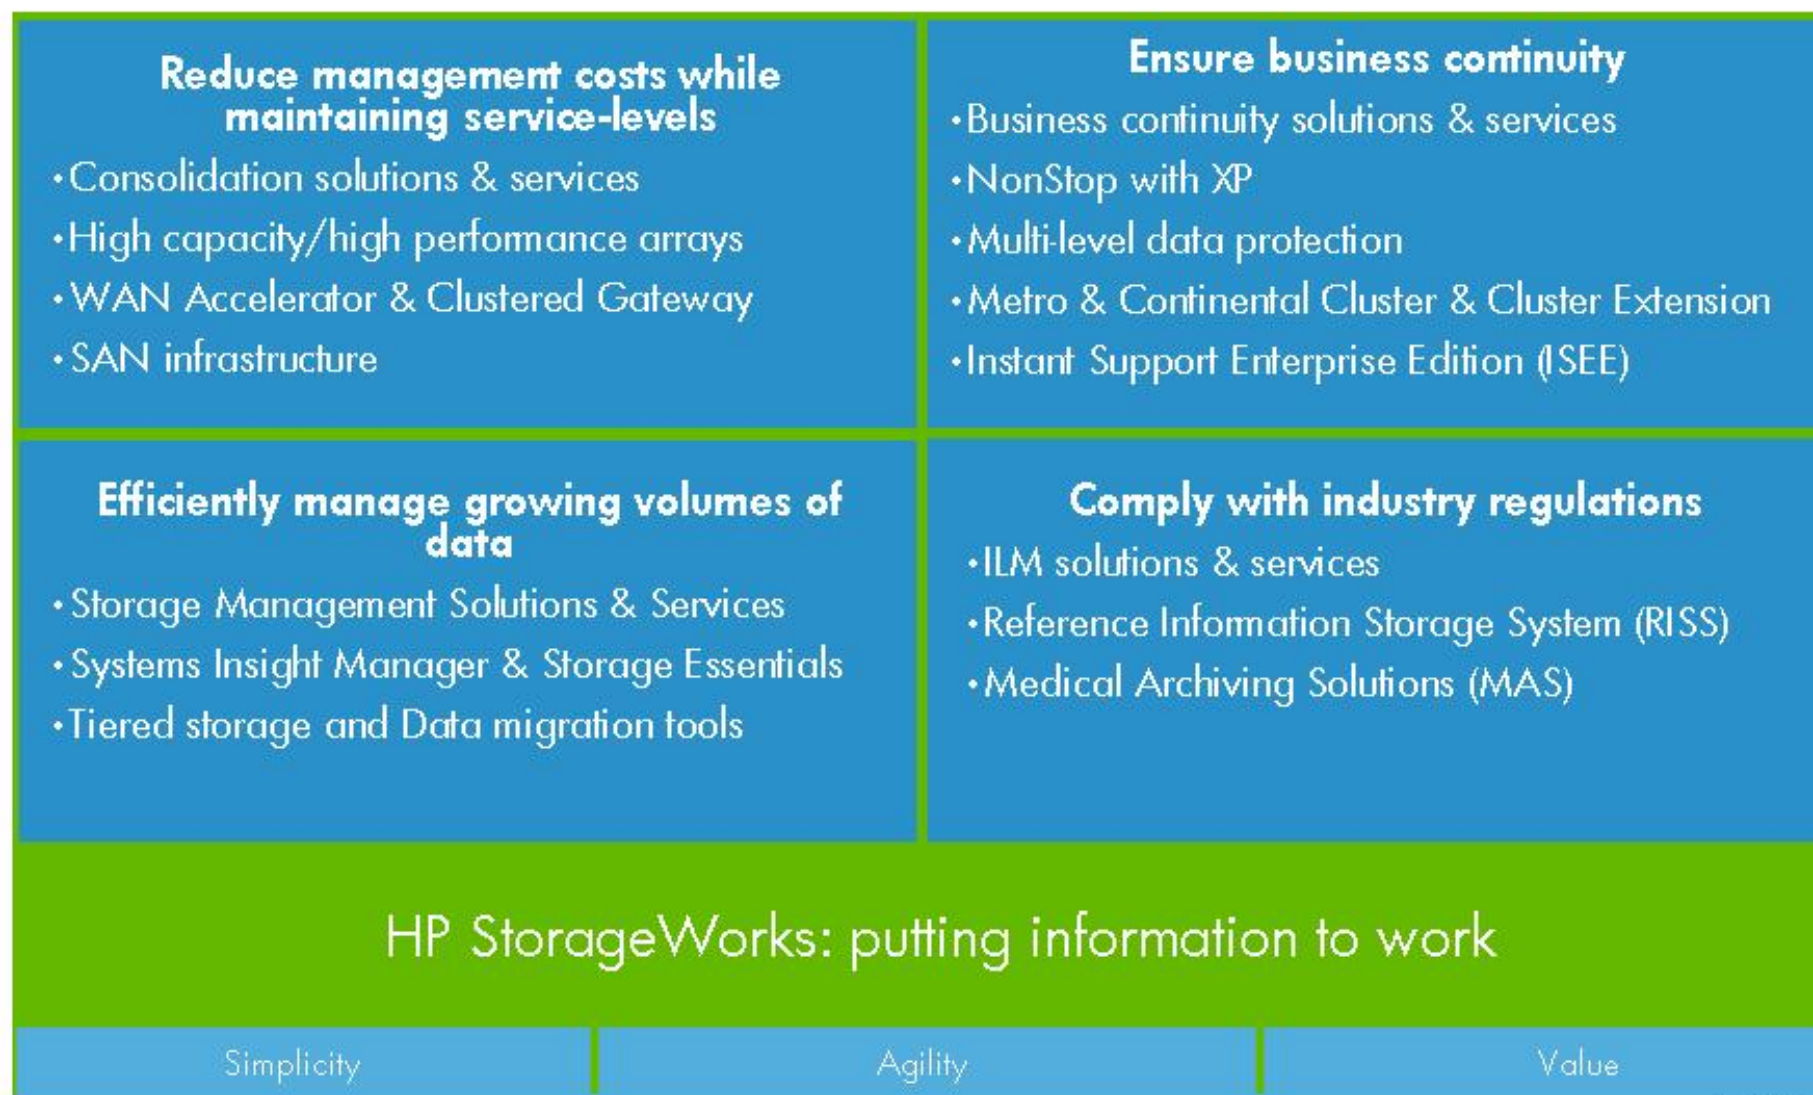 Reduce management costs while
maintaining service-levels
•Consolidation solutions & services
•High capacity/high performance arrays
•WAN Accelerator & Clustered Gateway
•SAN infrastructure
Ensure business continuity
•Business continuity solutions & services
•NonStop with XP
•Multi-level data protection
•Metro & Continental Cluster & Cluster Extension
•Instant Support Enterprise Edition (ISEE)
Efficiently manage growing volumes of
data
•Storage Management Solutions & Services
•Systems Insight Manager & Storage Essentials
•Tiered storage and Data migration tools
Comply with industry regulations
•ILM solutions & services
•Reference Information Storage System (RISS)
•Medical Archiving Solutions (MAS)
HP StorageWorks: putting information to work
Simplicity
Agility
Value